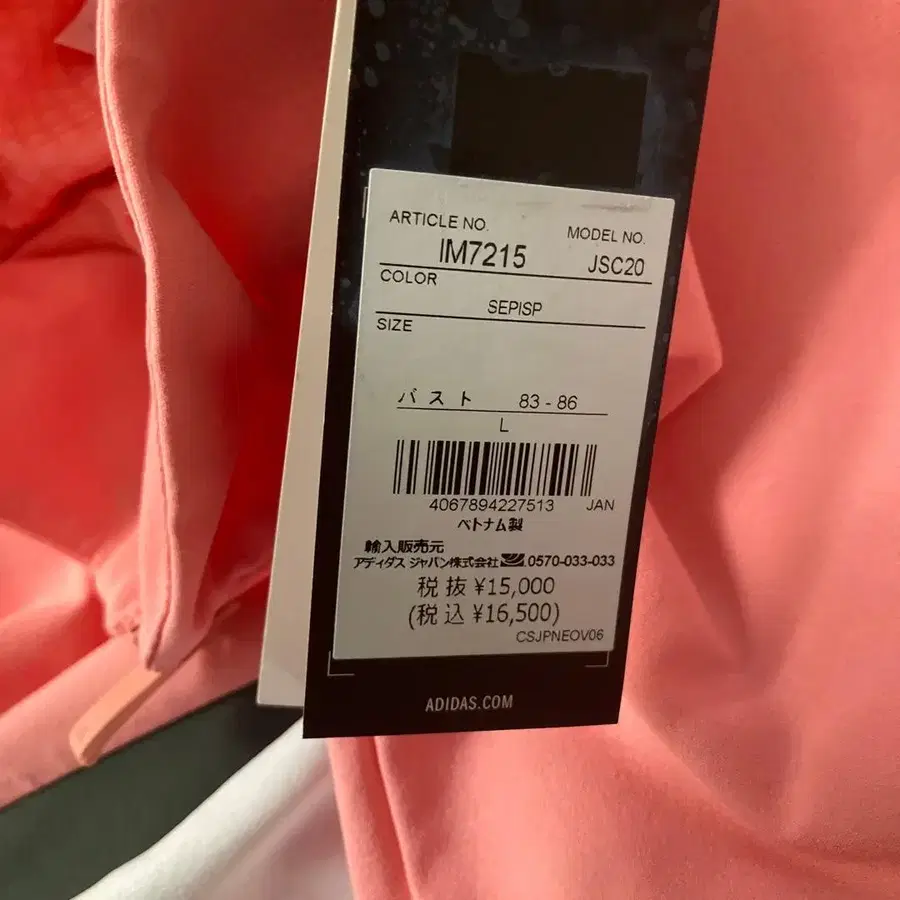 ARTICLE NO.
MODEL NO.
IM7215
JSC20
COLOR
SEPISP
SIZE
バスト 83 - 86
L
4067894227513 JAN
ベトナム製
輸入販売元
アディダス ジャパン株式会社 0570-033-033
税抜 ¥15,000
(税込 ¥16,500)
CSJPNEOV06
ADIDAS.COM